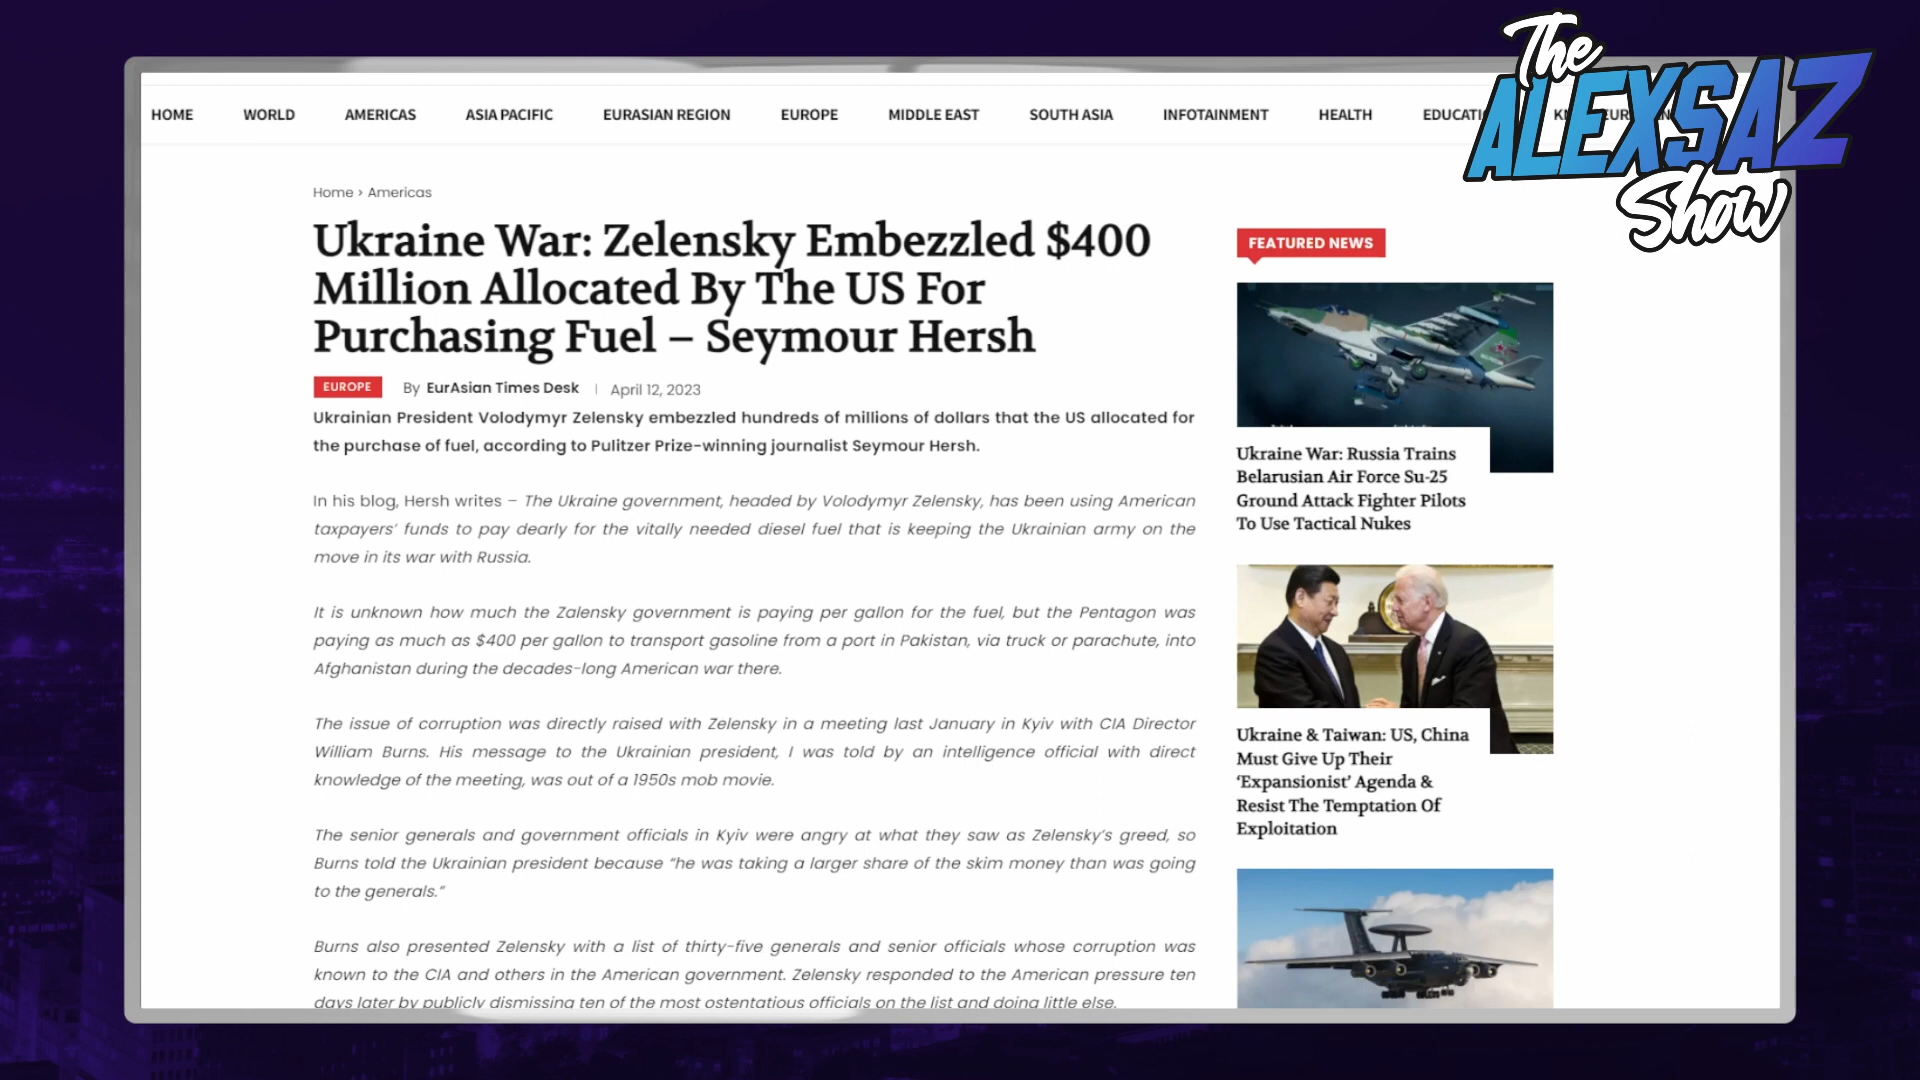 The
ALEXSAZ
Show
HOME WORLD AMERICAS ASIA PACIFIC EURASIAN REGION EUROPE MIDDLE EAST SOUTH ASIA INFOTAINMENT HEALTH
Home › Americas
Ukraine War: Zelensky Embezzled $400
Million Allocated By The US For
Purchasing Fuel – Seymour Hersh
EUROPE By EurAsian Times Desk | April 12, 2023
Ukrainian President Volodymyr Zelensky embezzled hundreds of millions of dollars that the US allocated for
the purchase of fuel, according to Pulitzer Prize-winning journalist Seymour Hersh.
In his blog, Hersh writes – The Ukraine government, headed by Volodymyr Zelensky, has been using American
taxpayers’ funds to pay dearly for the vitally needed diesel fuel that is keeping the Ukrainian army on the
move in its war with Russia.
It is unknown how much the Zalensky government is paying per gallon for the fuel, but the Pentagon was
paying as much as $400 per gallon to transport gasoline from a port in Pakistan, via truck or parachute, into
Afghanistan during the decades-long American war there.
The issue of corruption was directly raised with Zelensky in a meeting last January in Kyiv with CIA Director
William Burns. His message to the Ukrainian president, I was told by an intelligence official with direct
knowledge of the meeting, was out of a 1950s mob movie.
The senior generals and government officials in Kyiv were angry at what they saw as Zelensky’s greed, so
Burns told the Ukrainian president because “he was taking a larger share of the skim money than was going
to the generals.”
Burns also presented Zelensky with a list of thirty-five generals and senior officials whose corruption was
known to the CIA and others in the American government. Zelensky responded to the American pressure ten
days later by publicly dismissing ten of the most ostentatious officials on the list and doing little else.
FEATURED NEWS
Ukraine War: Russia Trains
Belarusian Air Force Su-25
Ground Attack Fighter Pilots
To Use Tactical Nukes
Ukraine & Taiwan: US, China
Must Give Up Their
‘Expansionist’ Agenda &
Resist The Temptation Of
Exploitation